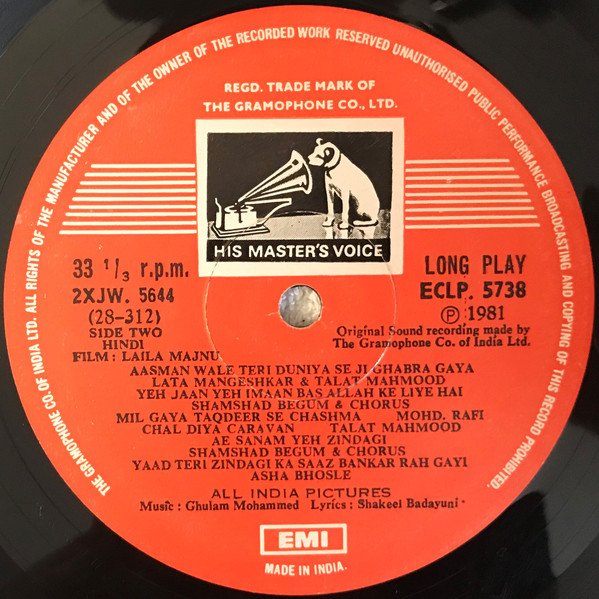 THE GRAMOPHONE CO. OF INDIA LTD. ALL RIGHTS OF THE MANUFACTURER AND OF THE OWNER OF THE RECORDED WORK RESERVED UNAUTHORISED PUBLIC PERFORMANCE BROADCASTING AND COPYING OF THIS RECORD PROHIBITED.
REGD. TRADE MARK OF
THE GRAMOPHONE CO., LTD.
HIS MASTER'S VOICE
33 1/3 r.p.m.
2XJW. 5644
(28-312)
SIDE TWO
HINDI
FILM : LAILA MAJNU
LONG PLAY
ECLP. 5738
Ⓟ 1981
Original Sound recording made by
The Gramophone Co. of India Ltd.
AASMAN WALE TERI DUNIYA SE JI GHABRA GAYA
LATA MANGESHKAR & TALAT MAHMOOD
YEH JAAN YEH IMAAN BAS ALLAH KE LIYE HAI
SHAMSHAD BEGUM & CHORUS
MIL GAYA TAQDEER SE CHASHMA MOHD. RAFI
CHAL DIYA CARAVAN TALAT MAHMOOD
AE SANAM YEH ZINDAGI
SHAMSHAD BEGUM & CHORUS
YAAD TERI ZINDAGI KA SAAZ BANKAR RAH GAYI
ASHA BHOSLE
ALL INDIA PICTURES
Music : Ghulam Mohammed Lyrics : Shakeel Badayuni
EMI
MADE IN INDIA.